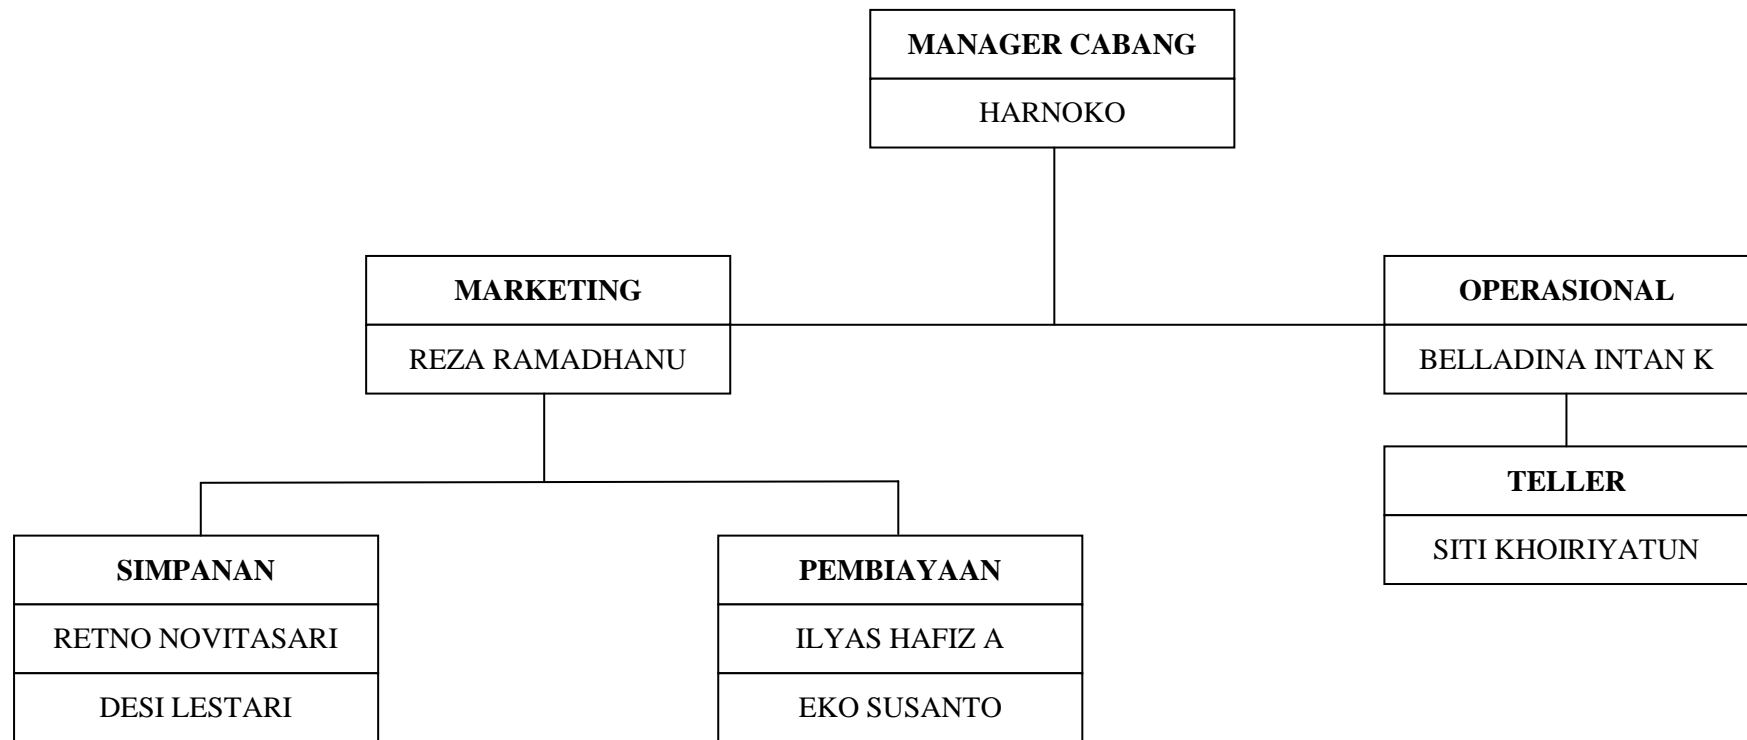 MANAGER CABANG
HARNOKO
MARKETING
REZA RAMADHANU
OPERASIONAL
BELLADINA INTAN K
TELLER
SITI KHOIRIYATUN
SIMPANAN
RETNO NOVITASARI
DESI LESTARI
PEMBIAYAAN
ILYAS HAFIZ A
EKO SUSANTO